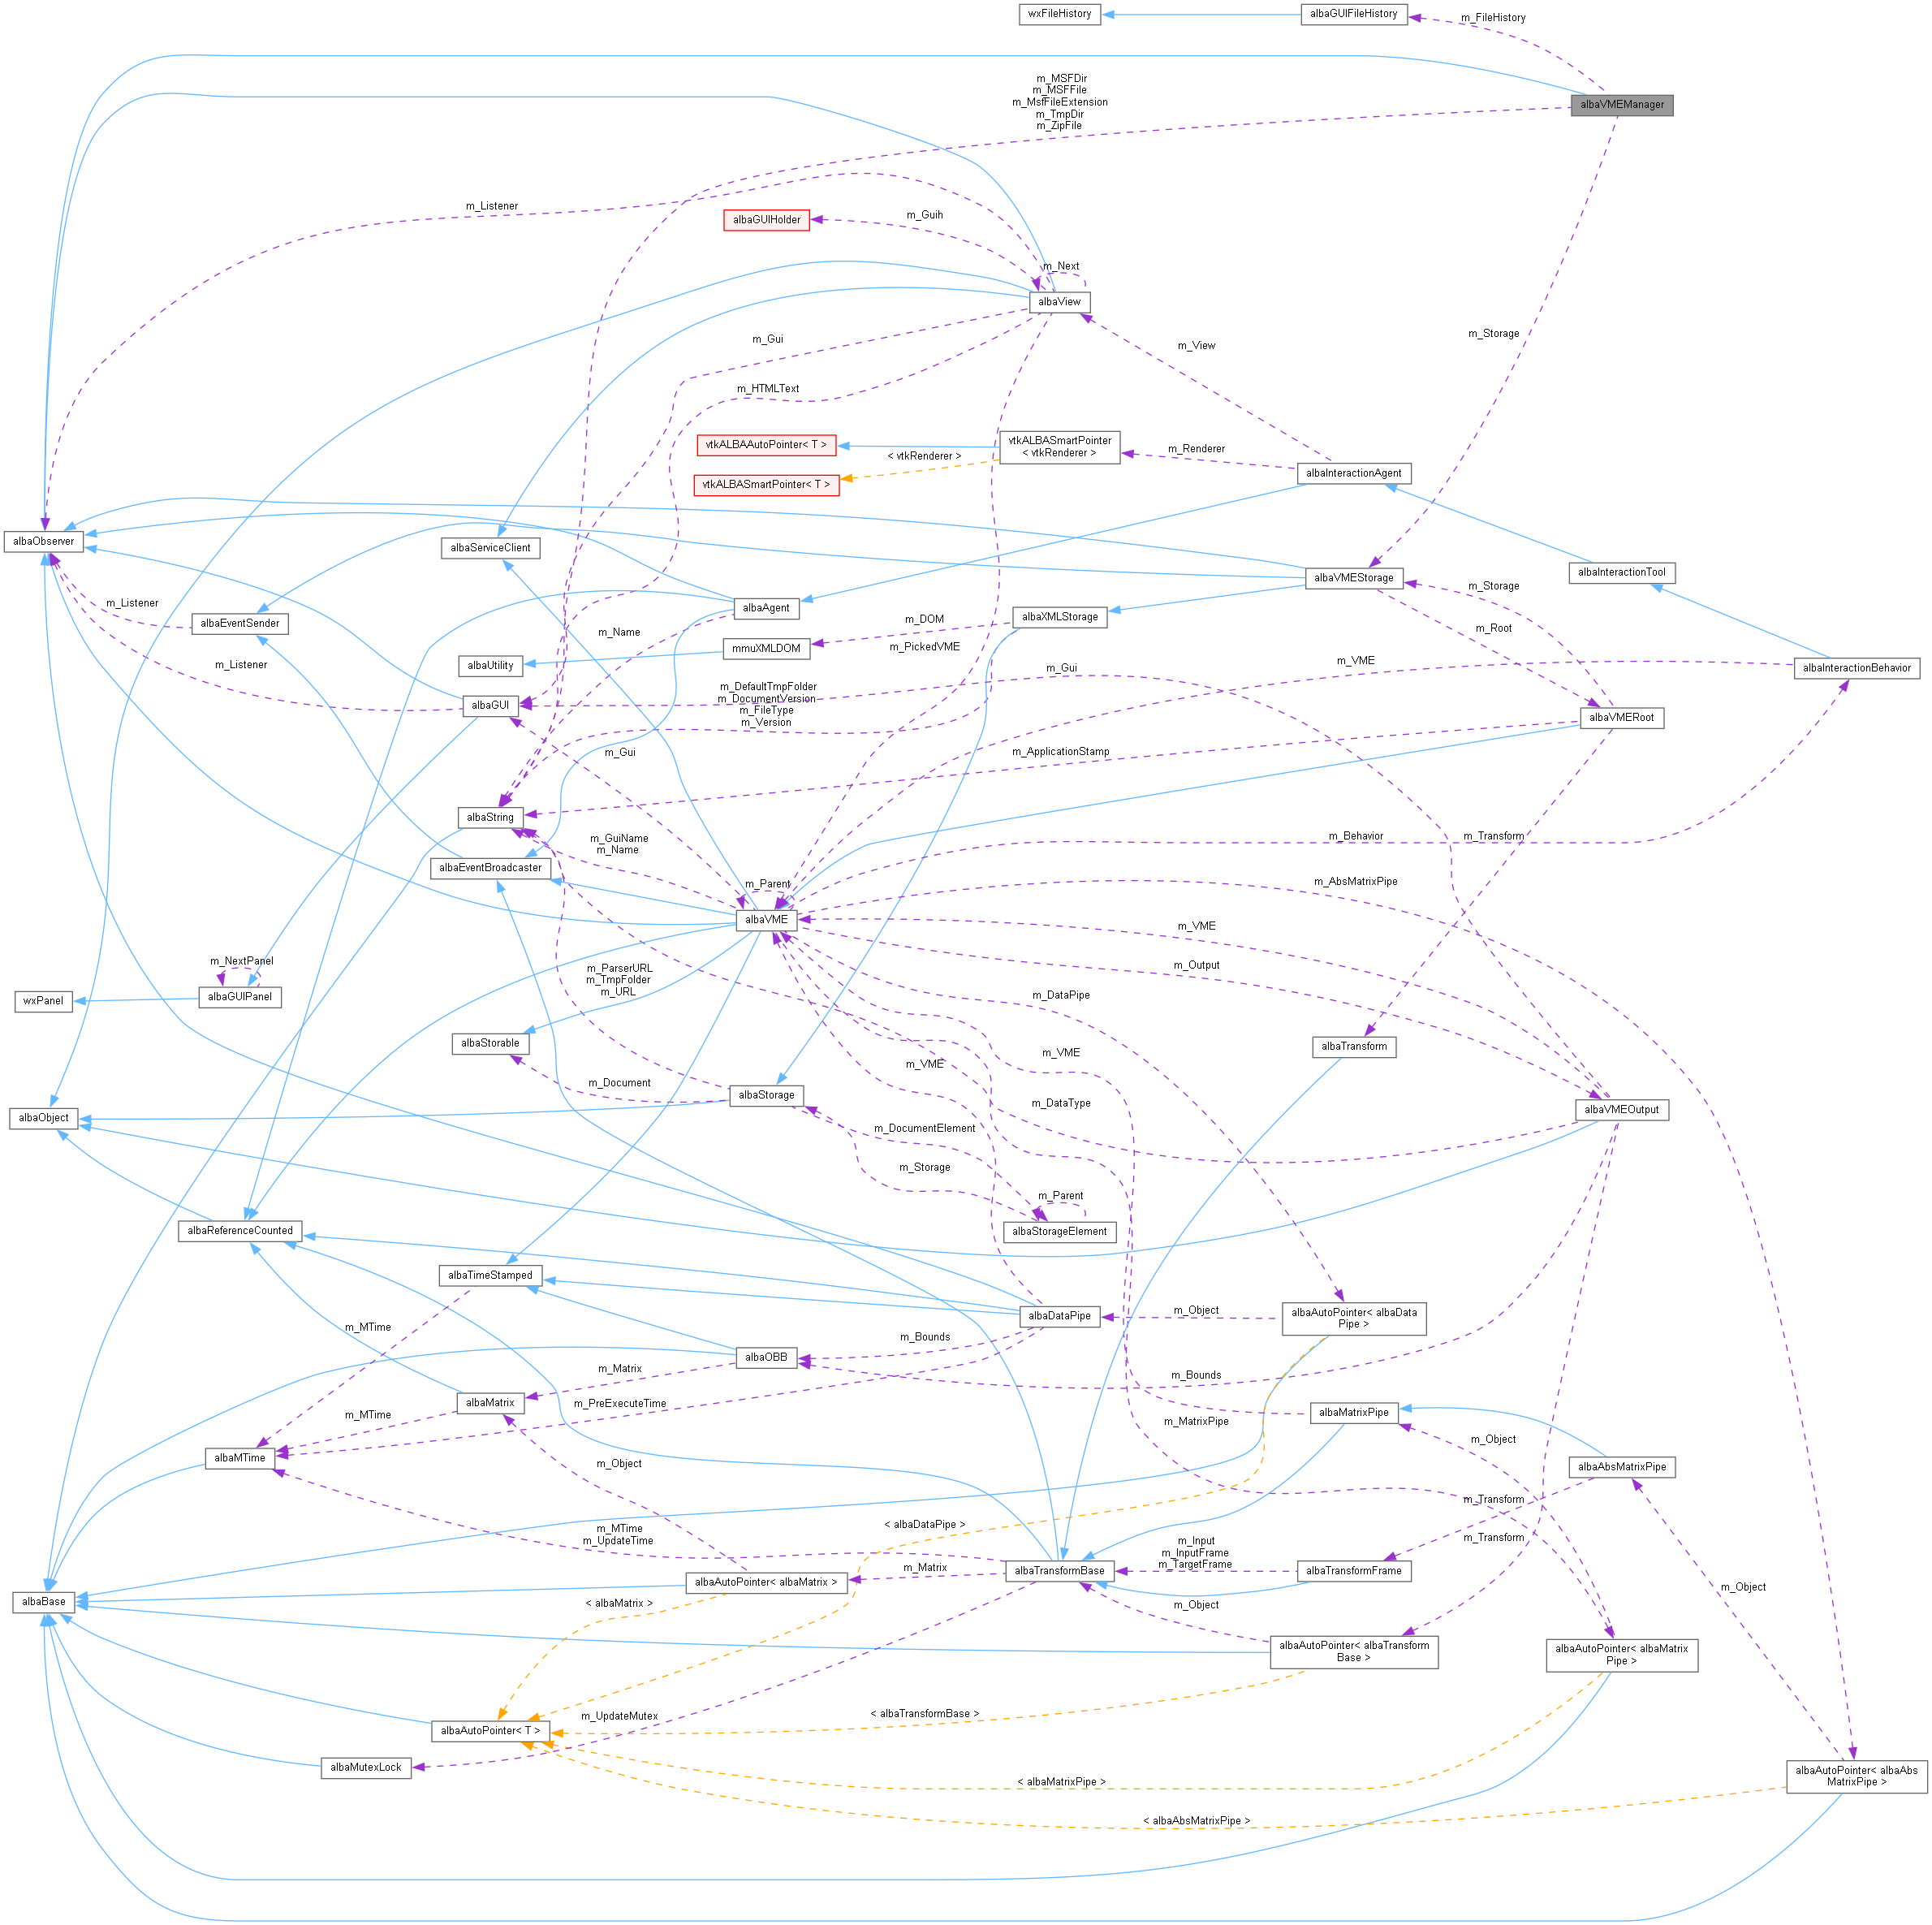 wxFileHistory
albaGUIFileHistory
m_FileHistory
albaVMEManager
m_MSFDir
m_MSFFile
m_MsfFileExtension
m_TmpDir
m_ZipFile
m_Listener
albaGUIHolder
m_Guih
m_Next
albaView
m_Storage
m_Gui
m_View
m_HTMLText
vtkALBAAutoPointer< T >
vtkALBASmartPointer
< vtkRenderer >
m_Renderer
< vtkRenderer >
albaInteractionAgent
vtkALBASmartPointer< T >
albaObserver
albaServiceClient
albaVMEStorage
albaInteractionTool
m_Storage
m_Listener
albaEventSender
albaAgent
albaXMLStorage
m_DOM
m_Name
m_Root
mmuXMLDOM
m_PickedVME
albaUtility
m_Listener
m_Gui
m_VME
albaInteractionBehavior
m_DefaultTmpFolder
m_DocumentVersion
m_FileType
m_Version
albaGUI
albaVMERoot
m_Gui
m_ApplicationStamp
albaString
m_GuiName
m_Name
m_Behavior
m_Transform
albaEventBroadcaster
m_Parent
m_AbsMatrixPipe
albaVME
m_VME
m_NextPanel
m_ParserURL
m_TmpFolder
m_URL
m_Output
wxPanel
albaGUIPanel
m_DataPipe
albaStorable
albaTransform
m_VME
m_VME
m_Document
albaStorage
m_DataType
albaVMEOutput
albaObject
m_DocumentElement
m_Storage
m_Parent
albaReferenceCounted
albaStorageElement
albaTimeStamped
m_Object
albaDataPipe
albaAutoPointer< albaData
Pipe >
m_MTime
m_Bounds
albaOBB
m_Matrix
m_Bounds
albaMatrix
m_PreExecuteTime
m_MTime
albaMatrixPipe
m_MatrixPipe
m_Object
albaMTime
m_Object
albaAbsMatrixPipe
m_Transform
< albaDataPipe >
m_MTime
m_UpdateTime
m_Input
m_InputFrame
m_TargetFrame
m_Transform
albaTransformBase
albaTransformFrame
m_Matrix
albaAutoPointer< albaMatrix >
m_Object
albaBase
< albaMatrix >
m_Object
albaAutoPointer< albaTransform
Base >
albaAutoPointer< albaMatrix
Pipe >
m_UpdateMutex
< albaTransformBase >
albaAutoPointer< T >
albaMutexLock
< albaMatrixPipe >
albaAutoPointer< albaAbs
MatrixPipe >
< albaAbsMatrixPipe >